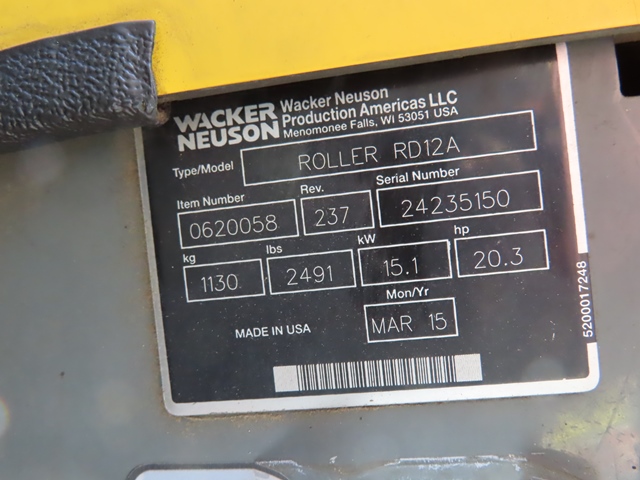 WACKER
NEUSON
Wacker Neuson
Production Americas LLC
Menomonee Falls, WI 53051 USA
Type/Model ROLLER RD12A
Item Number Rev. Serial Number
0620058 237 24235150
kg lbs kW hp
1130 2491 15.1 20.3
Mon/Yr
MADE IN USA MAR 15
5200017248